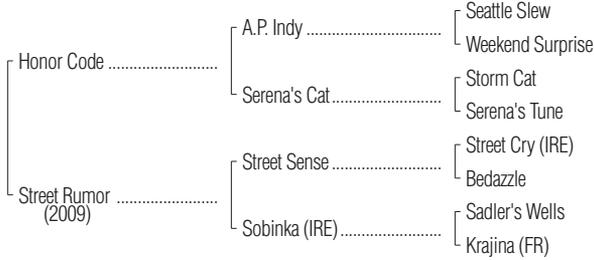 Seattle Slew
A.P. Indy
Weekend Surprise
Honor Code
Storm Cat
Serena's Cat
Serena's Tune
Street Cry (IRE)
Street Sense
Bedazzle
Street Rumor
(2009)
Sadler's Wells
Sobinka (IRE)
Krajina (FR)